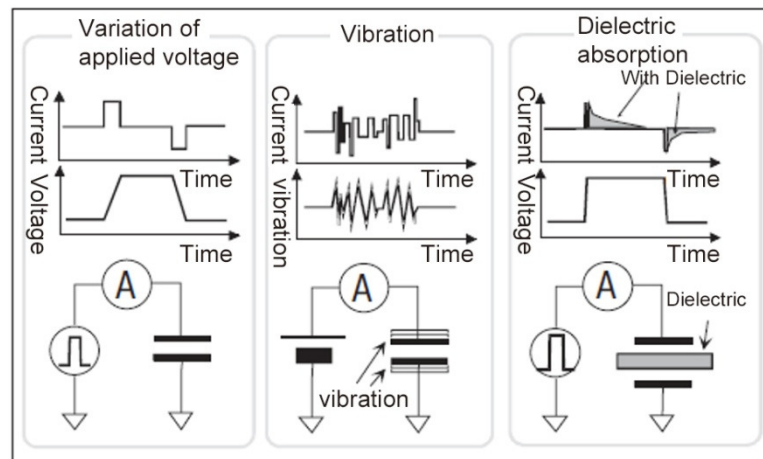 Variation of
applied voltage
Current
Time
Voltage
Time
A
Vibration
Current
Time
vibration
Time
A
vibration
Dielectric
absorption
With Dielectric
Current
Time
Voltage
Time
A
Dielectric